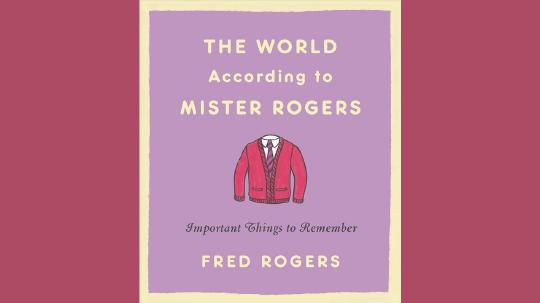 THE WORLD
According to
MISTER ROGERS
Important Things to Remember
FRED ROGERS